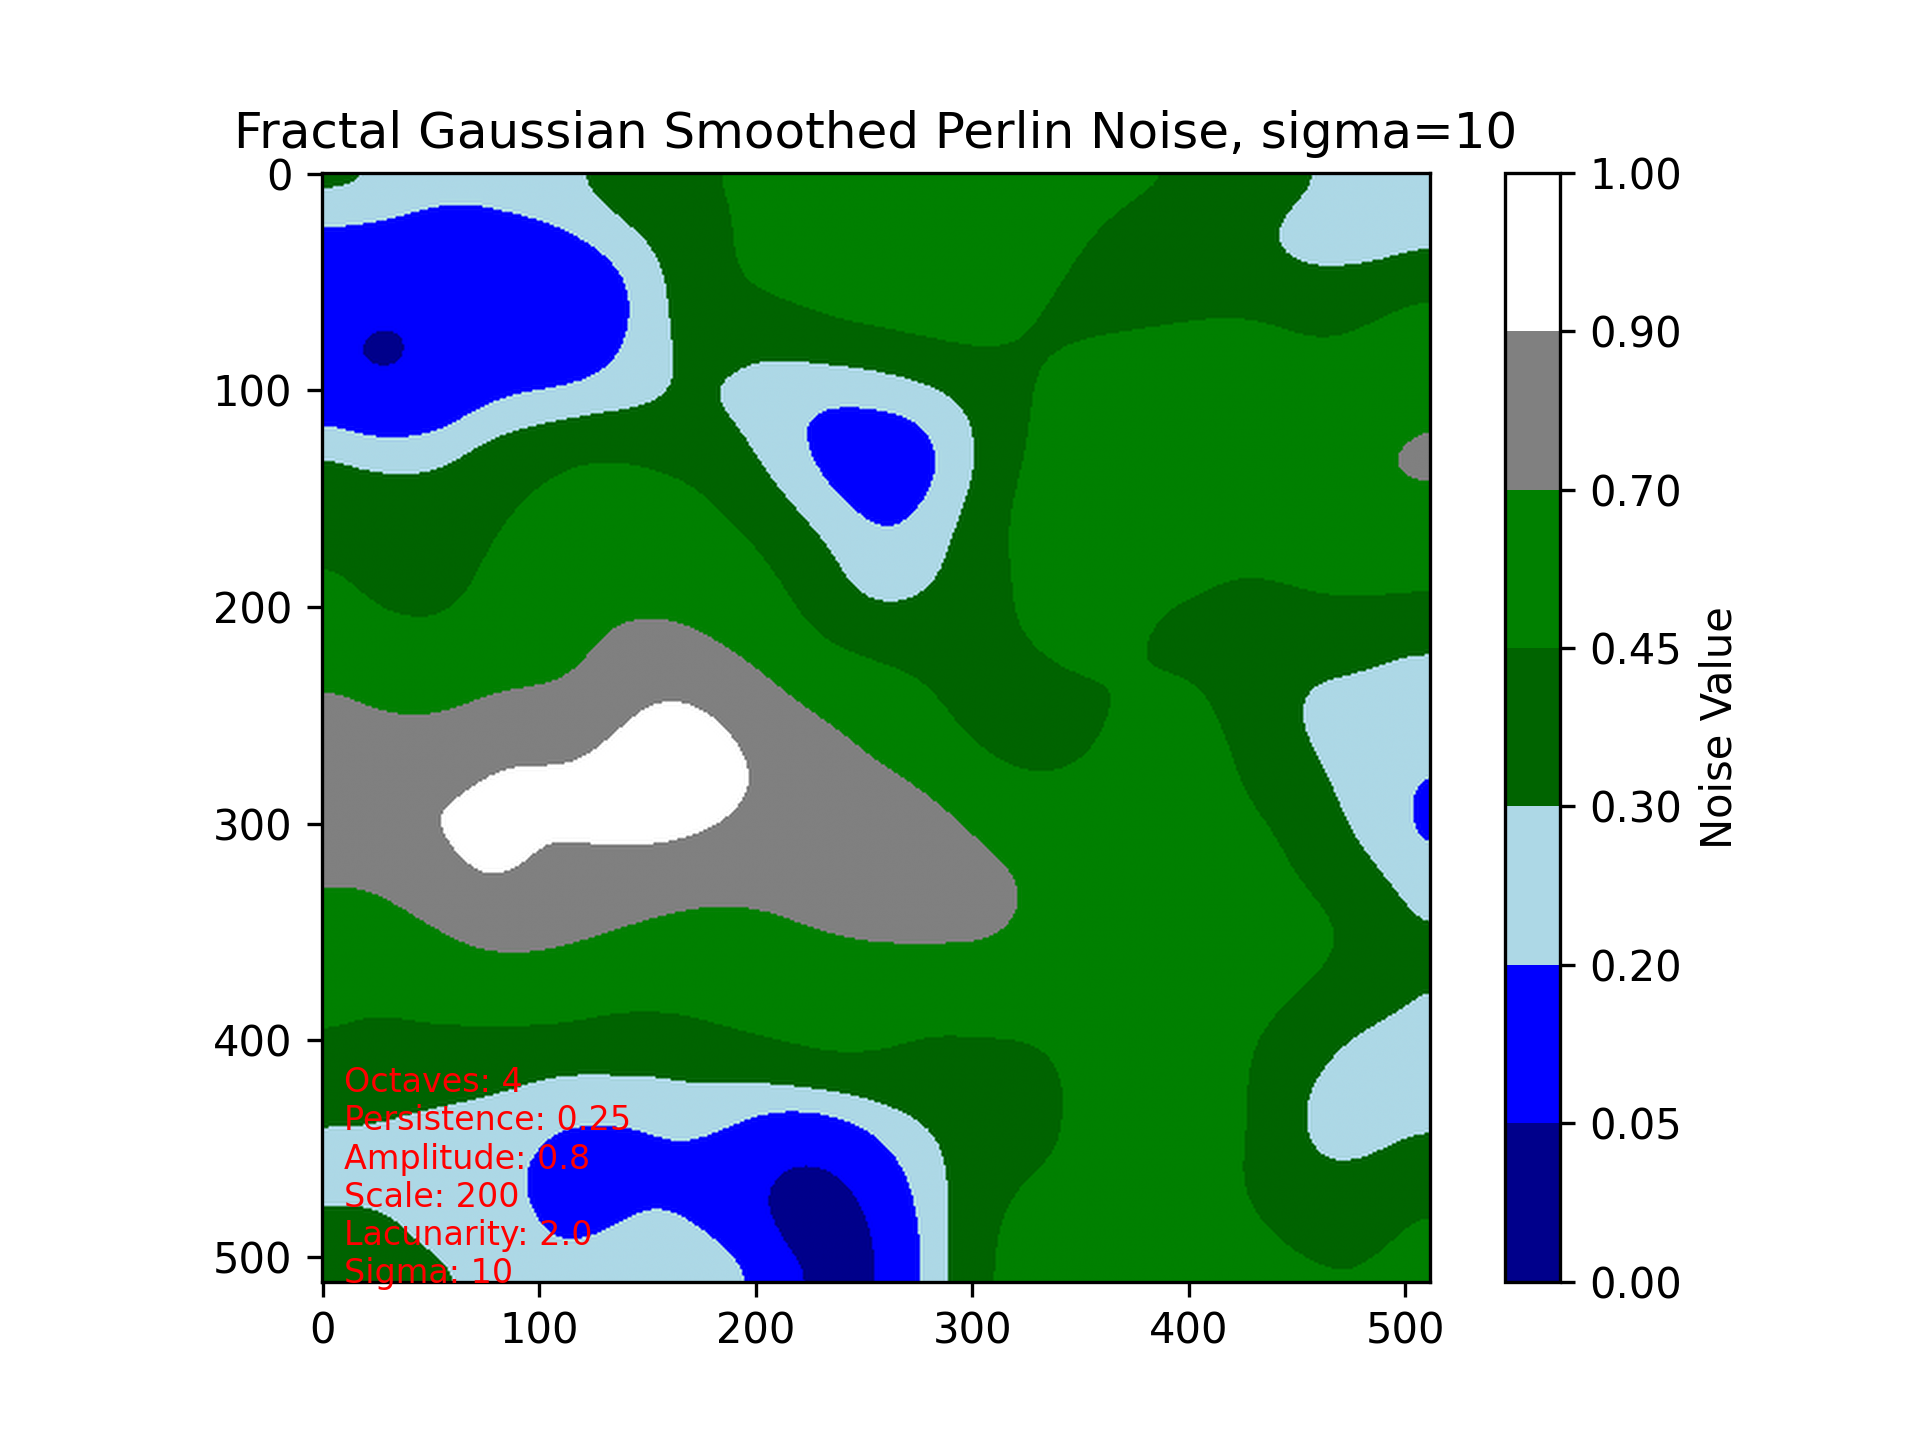 Fractal Gaussian Smoothed Perlin Noise, sigma=10
0
100
200
300
400
500
Octaves: 4
Persistence: 0.25
Amplitude: 0.8
Scale: 200
Lacunarity: 2.0
Sigma: 10
0 100 200 300 400 500
1.00
0.90
0.70
0.45
0.30
0.20
0.05
0.00
Noise Value